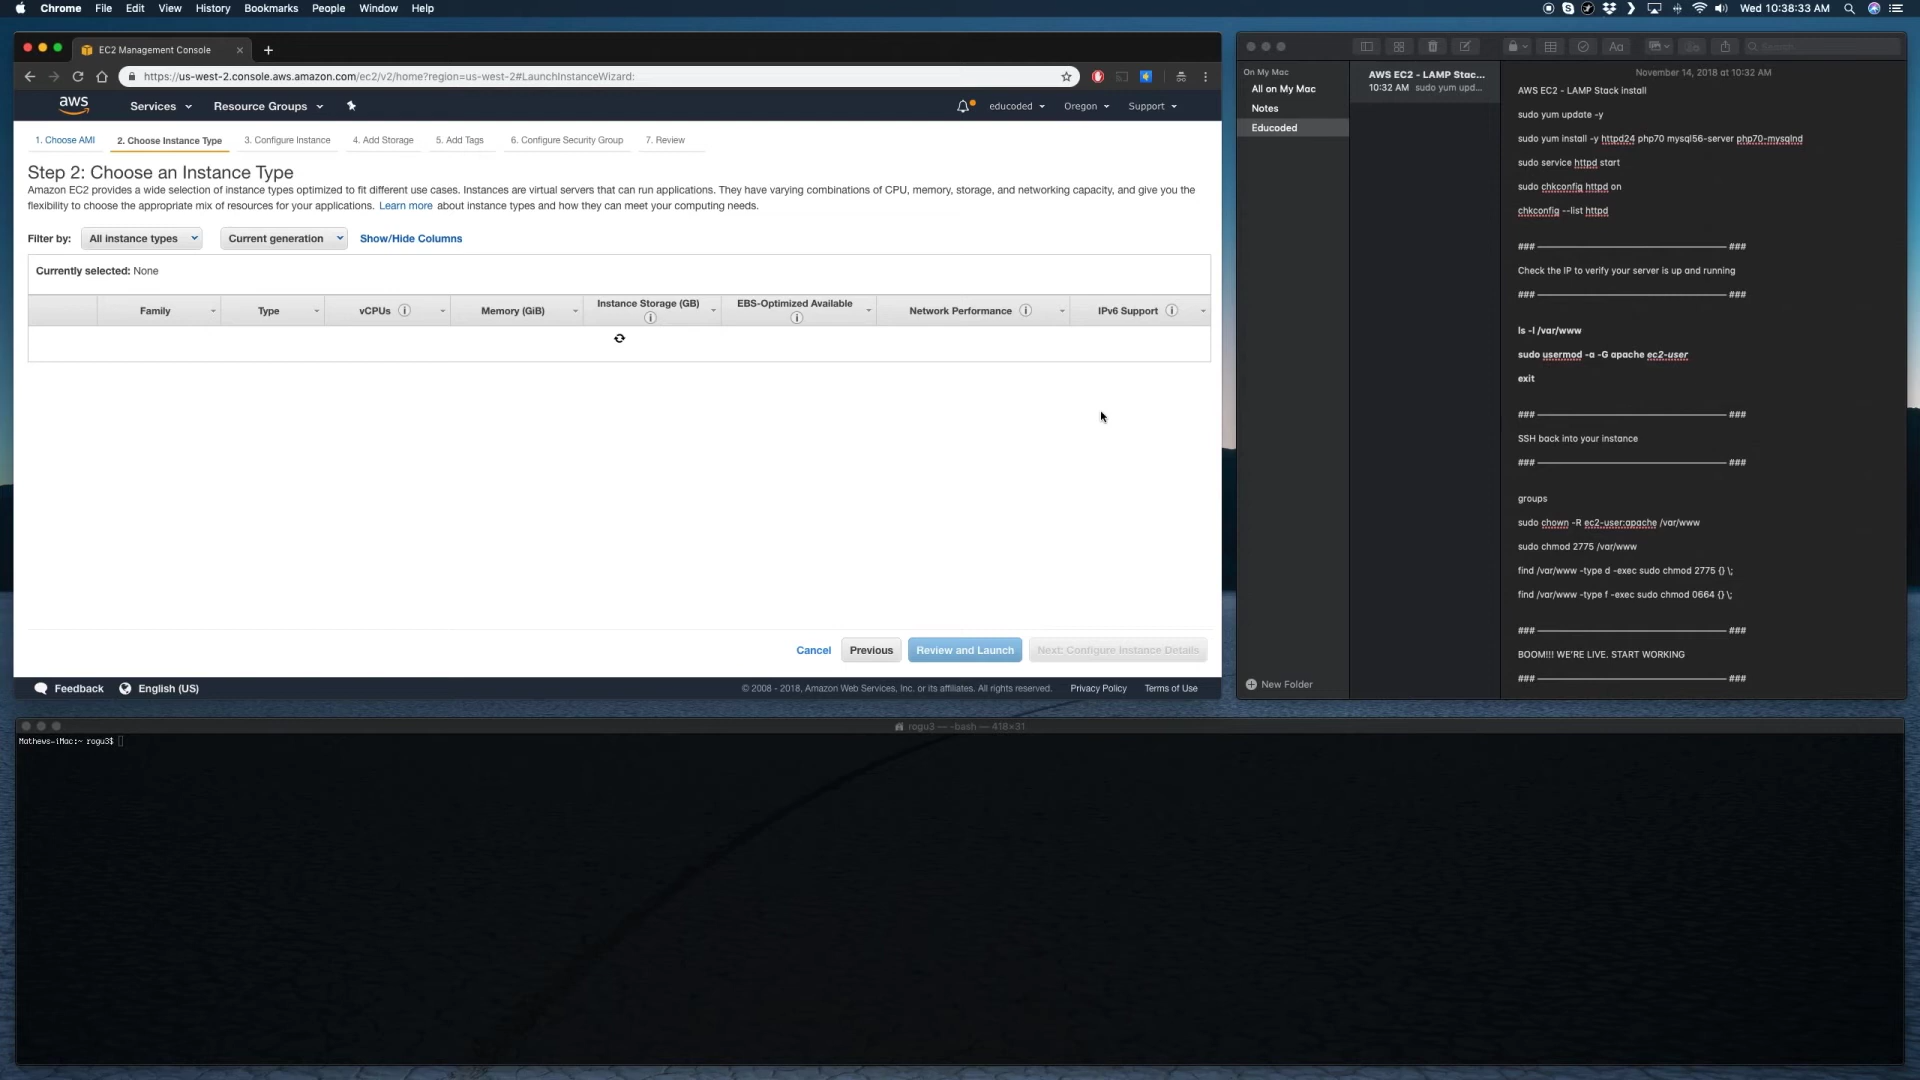 Chrome File Edit View History Bookmarks People Window Help
Wed 10:38:33 AM
EC2 Management Console
https://us-west-2.console.aws.amazon.com/ec2/v2/home?region=us-west-2#LaunchInstanceWizard:
aws Services Resource Groups educoded Oregon Support
1. Choose AMI 2. Choose Instance Type 3. Configure Instance 4. Add Storage 5. Add Tags 6. Configure Security Group 7. Review
Step 2: Choose an Instance Type
Amazon EC2 provides a wide selection of instance types optimized to fit different use cases. Instances are virtual servers that can run applications. They have varying combinations of CPU, memory, storage, and networking capacity, and give you the
flexibility to choose the appropriate mix of resources for your applications. Learn more about instance types and how they can meet your computing needs.
Filter by: All instance types Current generation Show/Hide Columns
Currently selected: None
Family Type vCPUs Memory (GiB) Instance Storage (GB) EBS-Optimized Available Network Performance IPv6 Support
Cancel Previous Review and Launch Next: Configure Instance Details
Feedback English (US) © 2008 - 2018, Amazon Web Services, Inc. or its affiliates. All rights reserved. Privacy Policy Terms of Use
Search
On My Mac
All on My Mac
Notes
Educoded
New Folder
AWS EC2 - LAMP Stac...
10:32 AM sudo yum upd...
November 14, 2018 at 10:32 AM
AWS EC2 - LAMP Stack install
sudo yum update -y
sudo yum install -y httpd24 php70 mysql56-server php70-mysqlnd
sudo service httpd start
sudo chkconfig httpd on
chkconfig --list httpd
### ———————————————— ###
Check the IP to verify your server is up and running
### ———————————————— ###
ls -l /var/www
sudo usermod -a -G apache ec2-user
exit
### ———————————————— ###
SSH back into your instance
### ———————————————— ###
groups
sudo chown -R ec2-user:apache /var/www
sudo chmod 2775 /var/www
find /var/www -type d -exec sudo chmod 2775 {} \;
find /var/www -type f -exec sudo chmod 0664 {} \;
### ———————————————— ###
BOOM!!! WE'RE LIVE. START WORKING
### ———————————————— ###
rogu3 — -bash — 418×31
Mathews-iMac:~ rogu3$